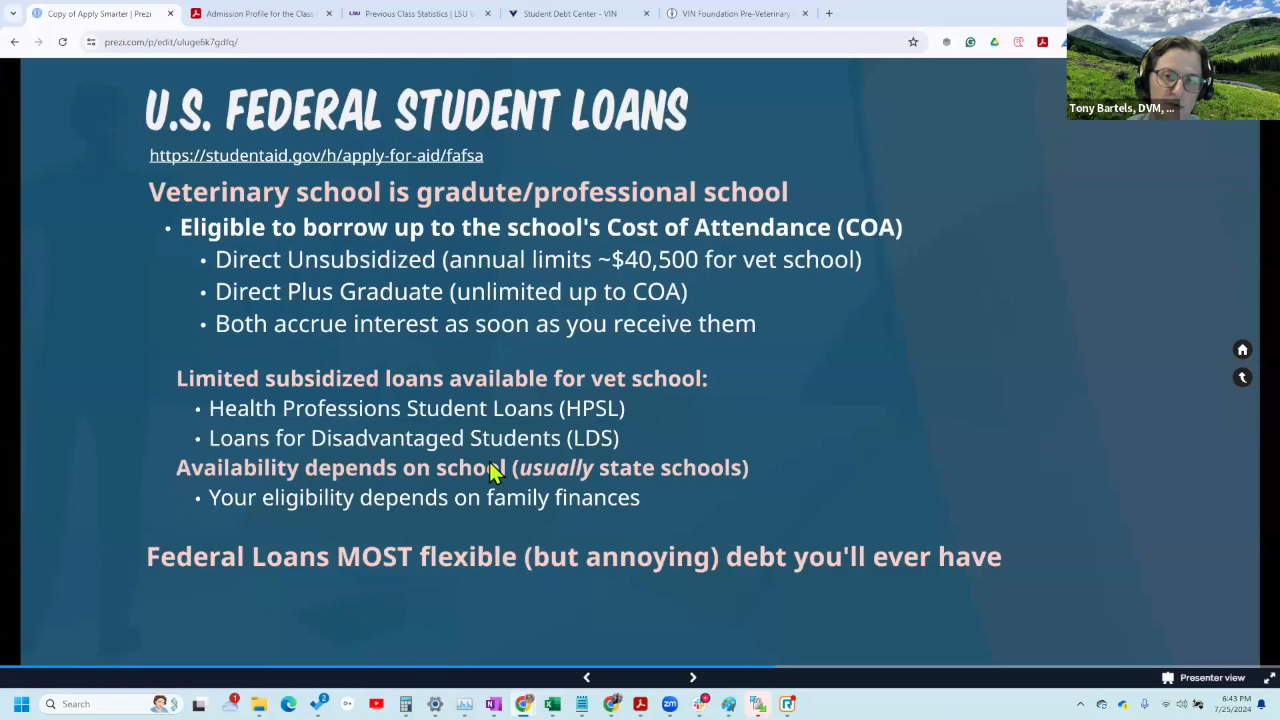 Copy of Applying Smarter | Prezi
Admission Profile for the Class
LSU
Previous Class Statistics | LSU V
Student Debt Center - VIN
VIN Foundation Pre-Veterinary
prezi.com/p/edit/uluge6k7gdfq/
Tony Bartels, DVM, ...
U.S. FEDERAL STUDENT LOANS
https://studentaid.gov/h/apply-for-aid/fafsa
Veterinary school is gradute/professional school
• Eligible to borrow up to the school's Cost of Attendance (COA)
• Direct Unsubsidized (annual limits ~$40,500 for vet school)
• Direct Plus Graduate (unlimited up to COA)
• Both accrue interest as soon as you receive them
Limited subsidized loans available for vet school:
• Health Professions Student Loans (HPSL)
• Loans for Disadvantaged Students (LDS)
Availability depends on school (usually state schools)
• Your eligibility depends on family finances
Federal Loans MOST flexible (but annoying) debt you'll ever have
Presenter view
Search
6:43 PM
7/25/2024